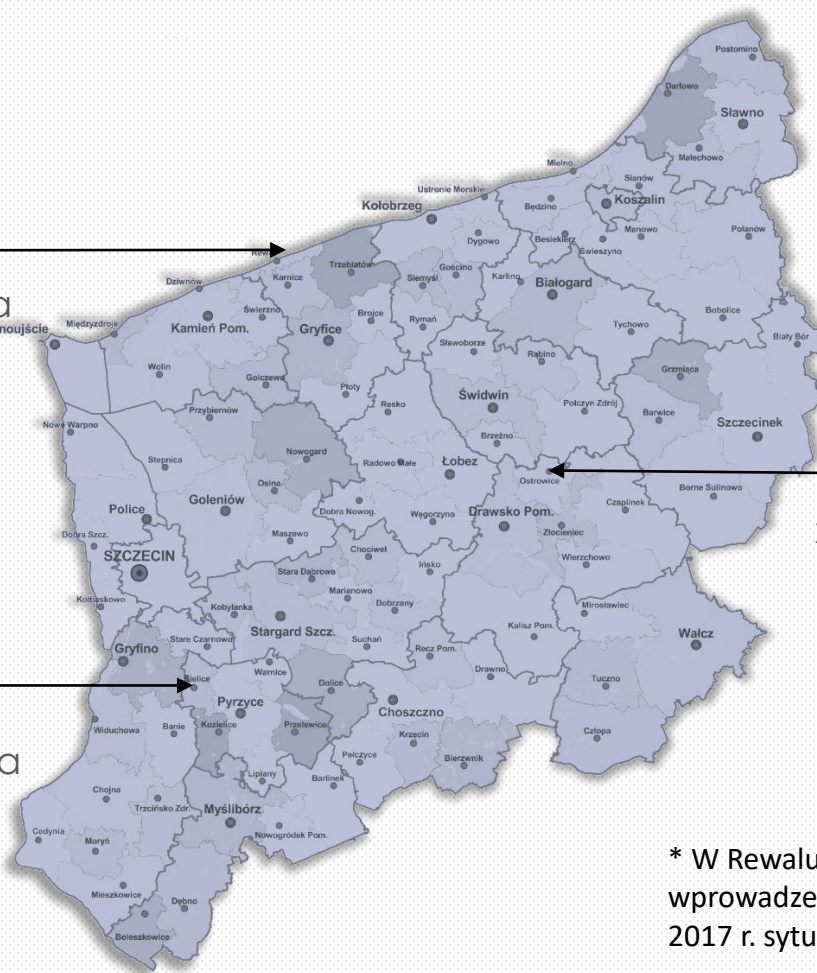 Postomino
Darłowo
Sławno
Malechowo
Mielno
Sianów
Koszalin
Ustronie Morskie
Kołobrzeg
Będzino
Besiekierz
Manowo
Polanów
Świeszyno
Dygowo
Rew
Trzebiatów
Karnice
Siemyśl
Gościno
Karlino
Białogard
Dziwnów
a
noujście
Międzyzdroje
Kamień Pom.
Świerzno
Gryfice
Brojce
Rymań
Tychowo
Bobolice
Biały Bór
Sławoborze
Rąbino
Wolin
Golczewo
Płoty
Grzmiąca
Przybiernów
Resko
Świdwin
Połczyn Zdrój
Barwice
Szczecinek
Nowe Warpno
Brzeźno
Stepnica
Nowogard
Radowo Małe
Łobez
Ostrowice
Osina
Goleniów
Borne Sulinowo
Czaplinek
Police
Dobra Nowog.
Węgorzyno
Drawsko Pom.
Złocieniec
Dobra Szcz.
Maszewo
SZCZECIN
Chociwel
Wierzchowo
Ińsko
Stara Dąbrowa
Marianowo
Kołbaskowo
Kobylanka
Dobrzany
Mirosławiec
Stargard Szcz.
Kalisz Pom.
Gryfino
Stare Czarnowo
Suchań
Wałcz
Recz Pom.
Warnice
Drawno
Bielice
Dolice
Tuczno
Pyrzyce
Choszczno
Widuchowa
Banie
Kozielice
Przelewice
Krzęcin
Człopa
a
Pełczyce
Bierzwnik
Lipiany
Barlinek
Chojna
Trzcińsko Zdr.
Myślibórz
Nowogródek Pom.
Cedynia
Moryń
Mieszkowice
Dębno
Boleszkowice
* W Rewalu
wprowadze
2017 r. sytu